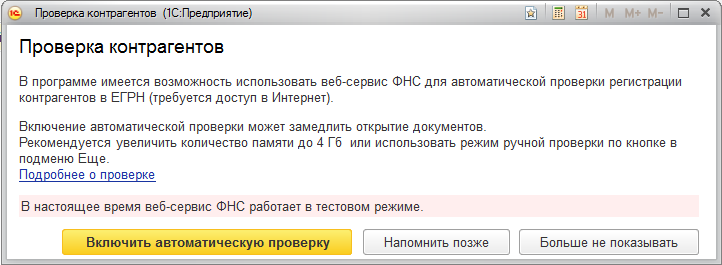 Проверка контрагентов (1С:Предприятие)
31
M M+ M-
Проверка контрагентов
В программе имеется возможность использовать веб-сервис ФНС для автоматической проверки регистрации
контрагентов в ЕГРН (требуется доступ в Интернет).
Включение автоматической проверки может замедлить открытие документов.
Рекомендуется увеличить количество памяти до 4 Гб или использовать режим ручной проверки по кнопке в
подменю Еще.
Подробнее о проверке
В настоящее время веб-сервис ФНС работает в тестовом режиме.
Включить автоматическую проверку
Напомнить позже
Больше не показывать